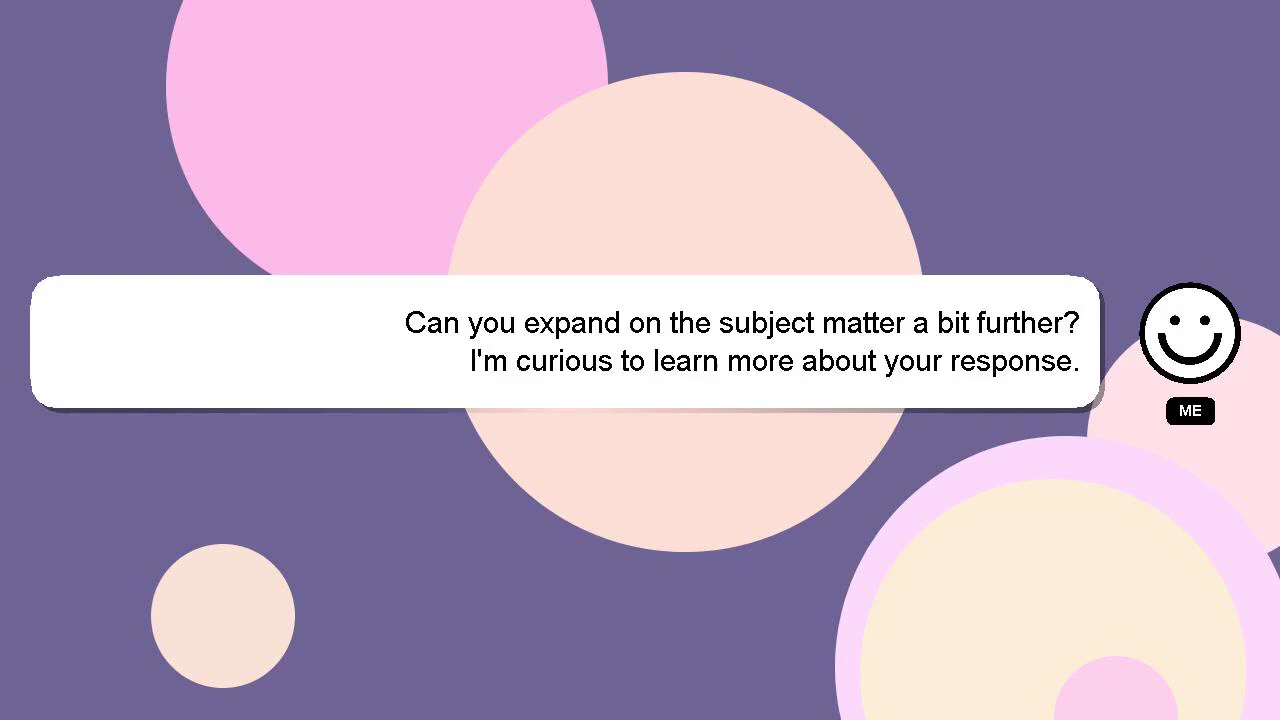 Can you expand on the subject matter a bit further?
I'm curious to learn more about your response.
ME